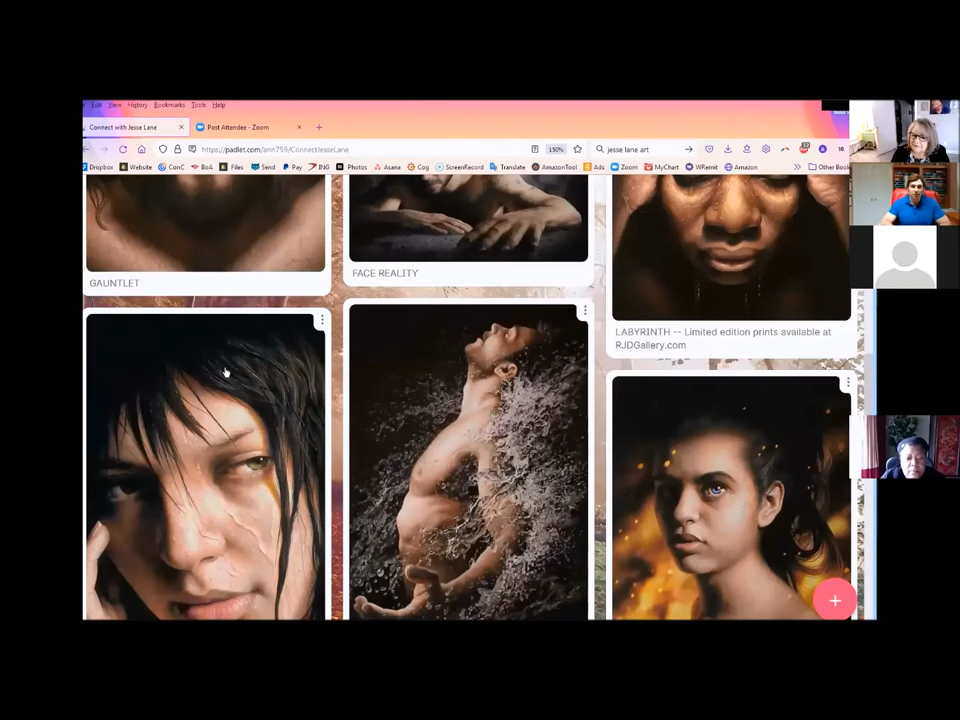 Edit View History Bookmarks Tools Help
Connect with Jesse Lane
Post Attendee - Zoom
https://padlet.com/ann759/ConnectJesseLane
150%
jesse lane art
Dropbox Website ConC BoA Files Send Pay ING Photos Asana Cog ScreenRecord Translate AmazonTool Ads Zoom MyChart WRemit Amazon Other Book
GAUNTLET
FACE REALITY
LABYRINTH -- Limited edition prints available at
RJDGallery.com